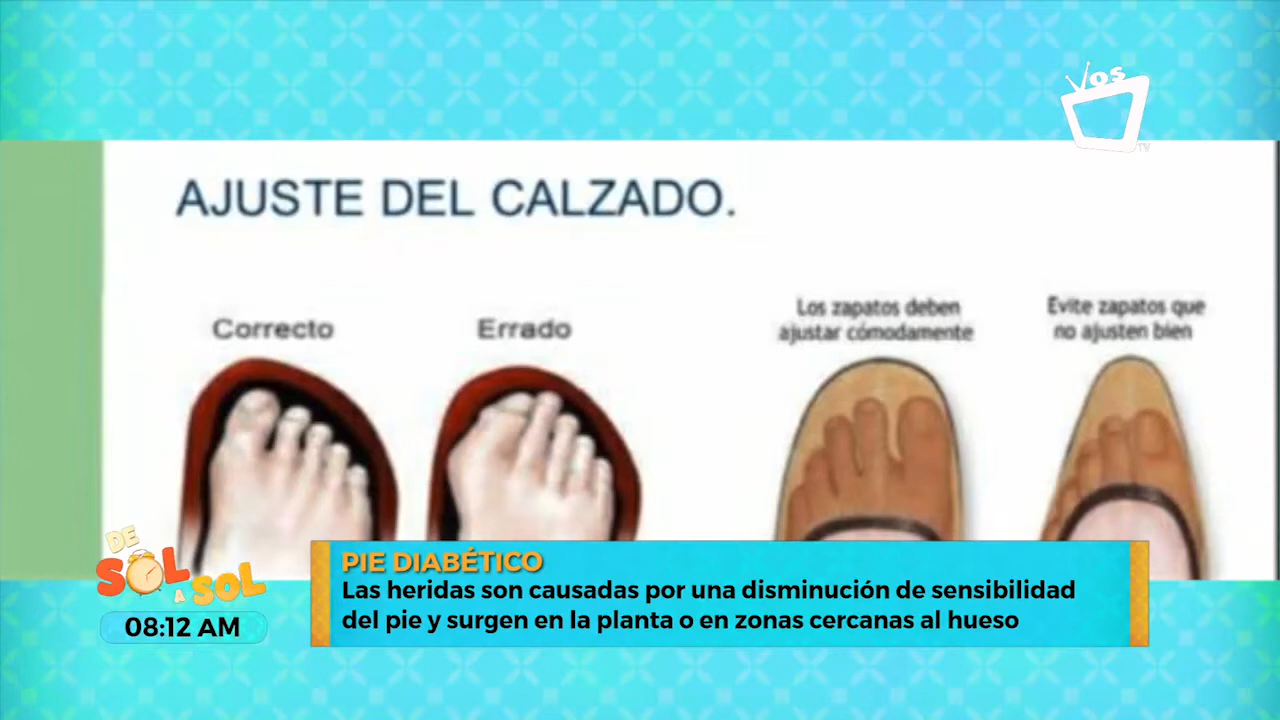 VOS
TV
AJUSTE DEL CALZADO.
Correcto
Errado
Los zapatos deben
ajustar cómodamente
Evite zapatos que
no ajusten bien
DE
SOL
A
SOL
08:12 AM
PIE DIABÉTICO
Las heridas son causadas por una disminución de sensibilidad
del pie y surgen en la planta o en zonas cercanas al hueso